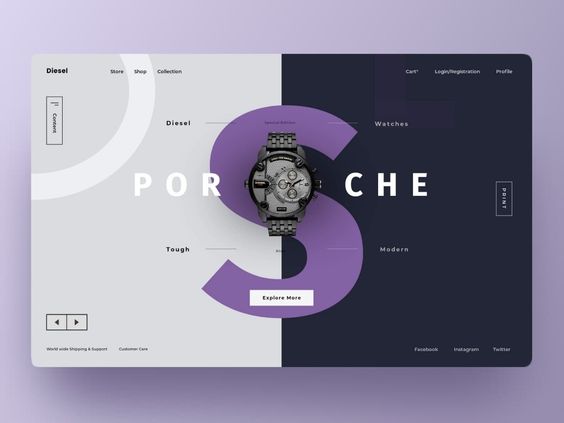 Diesel
Store Shop Collection
Cart* Login/Registration Profile
Content
Diesel
Special Edition
Watches
POR S CHE
PRINT
Tough
Modern
Explore More
World wide Shipping & Support Customer Care
Facebook Instagram Twitter